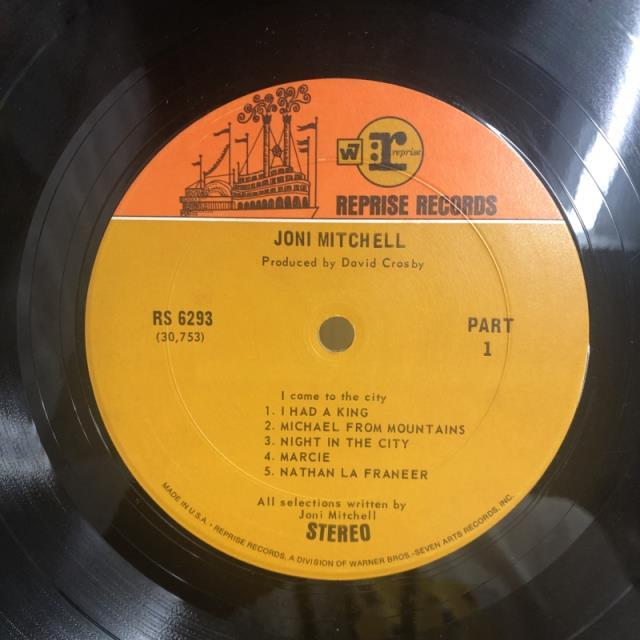 W7
r
reprise
REPRISE RECORDS
JONI MITCHELL
Produced by David Crosby
RS 6293
(30,753)
PART
1
I came to the city
1. I HAD A KING
2. MICHAEL FROM MOUNTAINS
3. NIGHT IN THE CITY
4. MARCIE
5. NATHAN LA FRANEER
All selections written by
Joni Mitchell
STEREO
MADE IN U.S.A. • REPRISE RECORDS, A DIVISION OF WARNER BROS.-SEVEN ARTS RECORDS, INC.